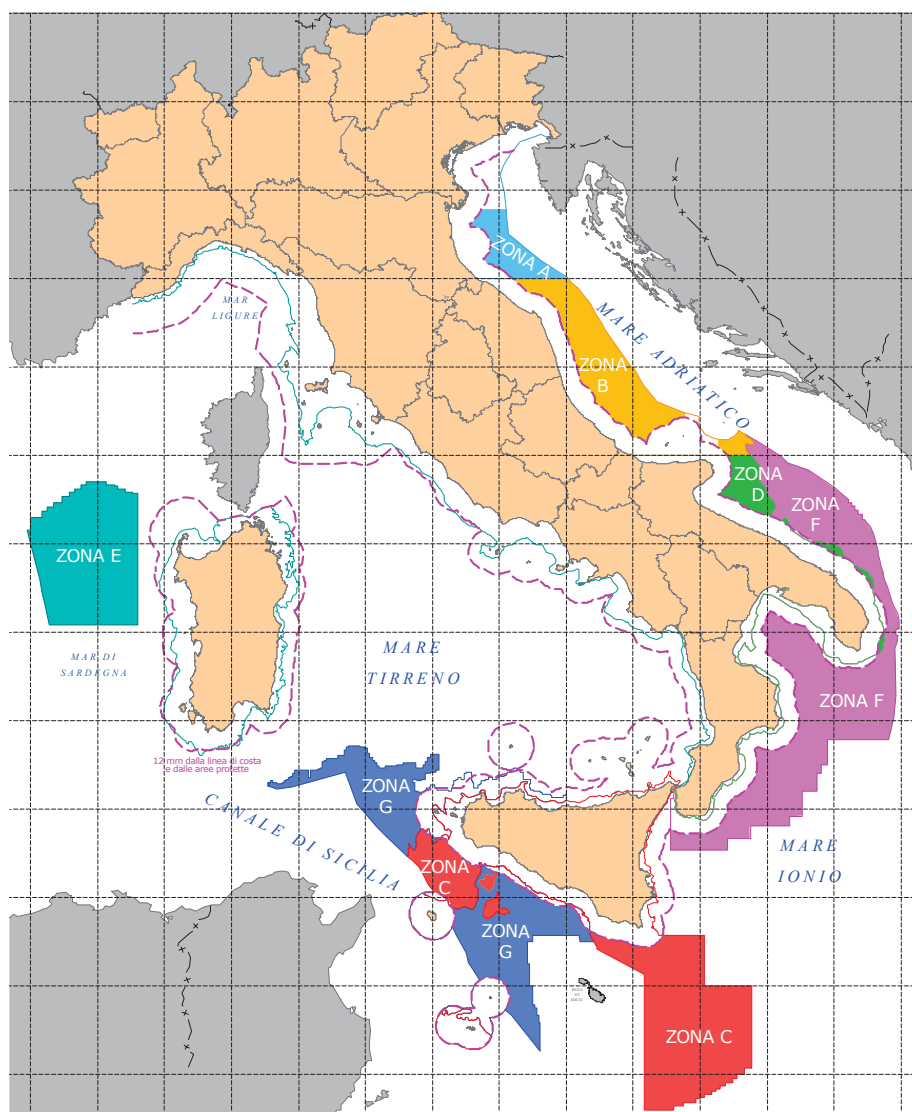 ZONA A
MAR
LIGURE
MARE ADRIATICO
ZONA
B
ZONA
D
ZONA
F
ZONA E
MAR DI
SARDEGNA
MARE
TIRRENO
ZONA F
12 mm dalla linea di costa
e dalle aree protette
ZONA
G
CANALE DI SICILIA
MARE
IONIO
ZONA
C
ZONA
G
ZONA C